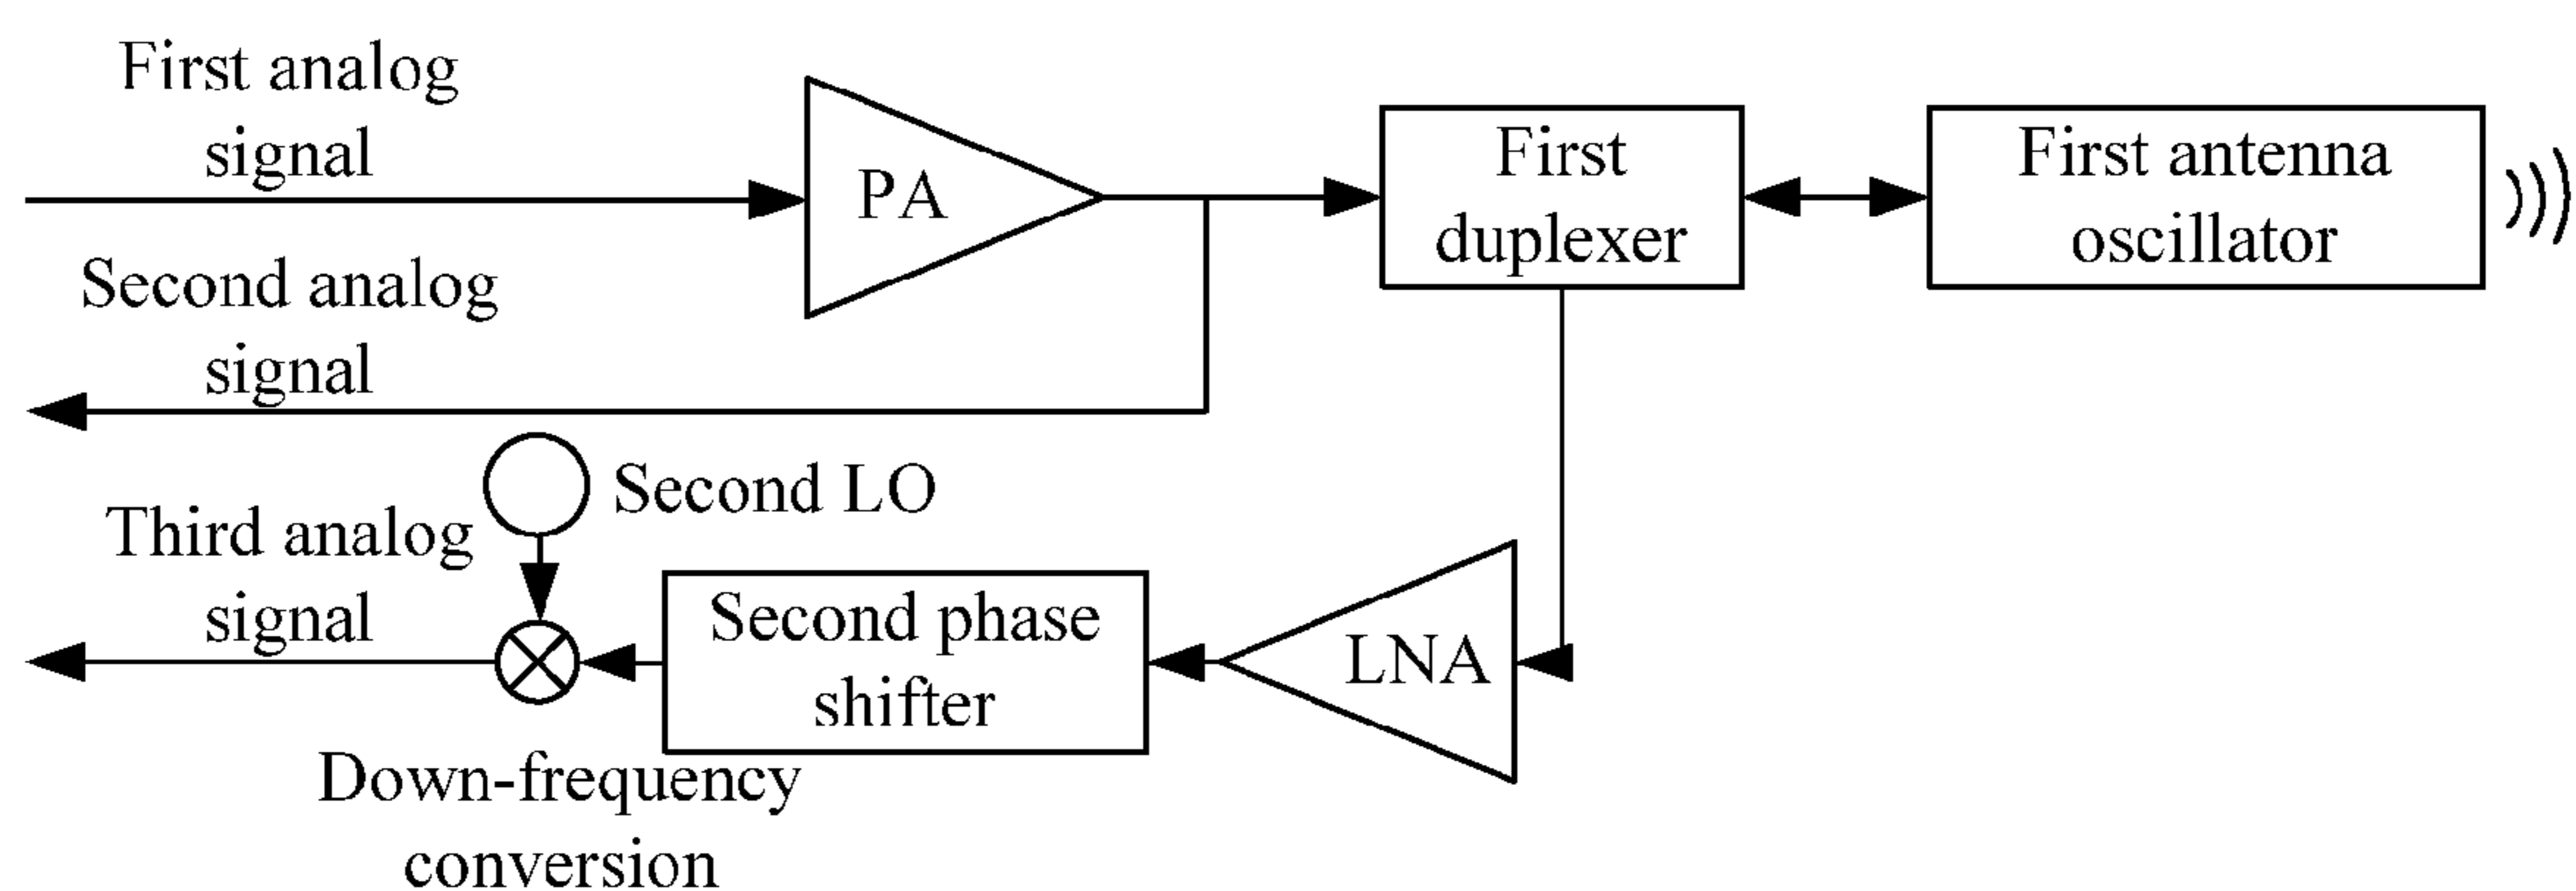 First analog
signal
PA
First
duplexer
First antenna
oscillator
Second analog
signal
Second LO
Third analog
signal
Second phase
shifter
LNA
Down-frequency
conversion